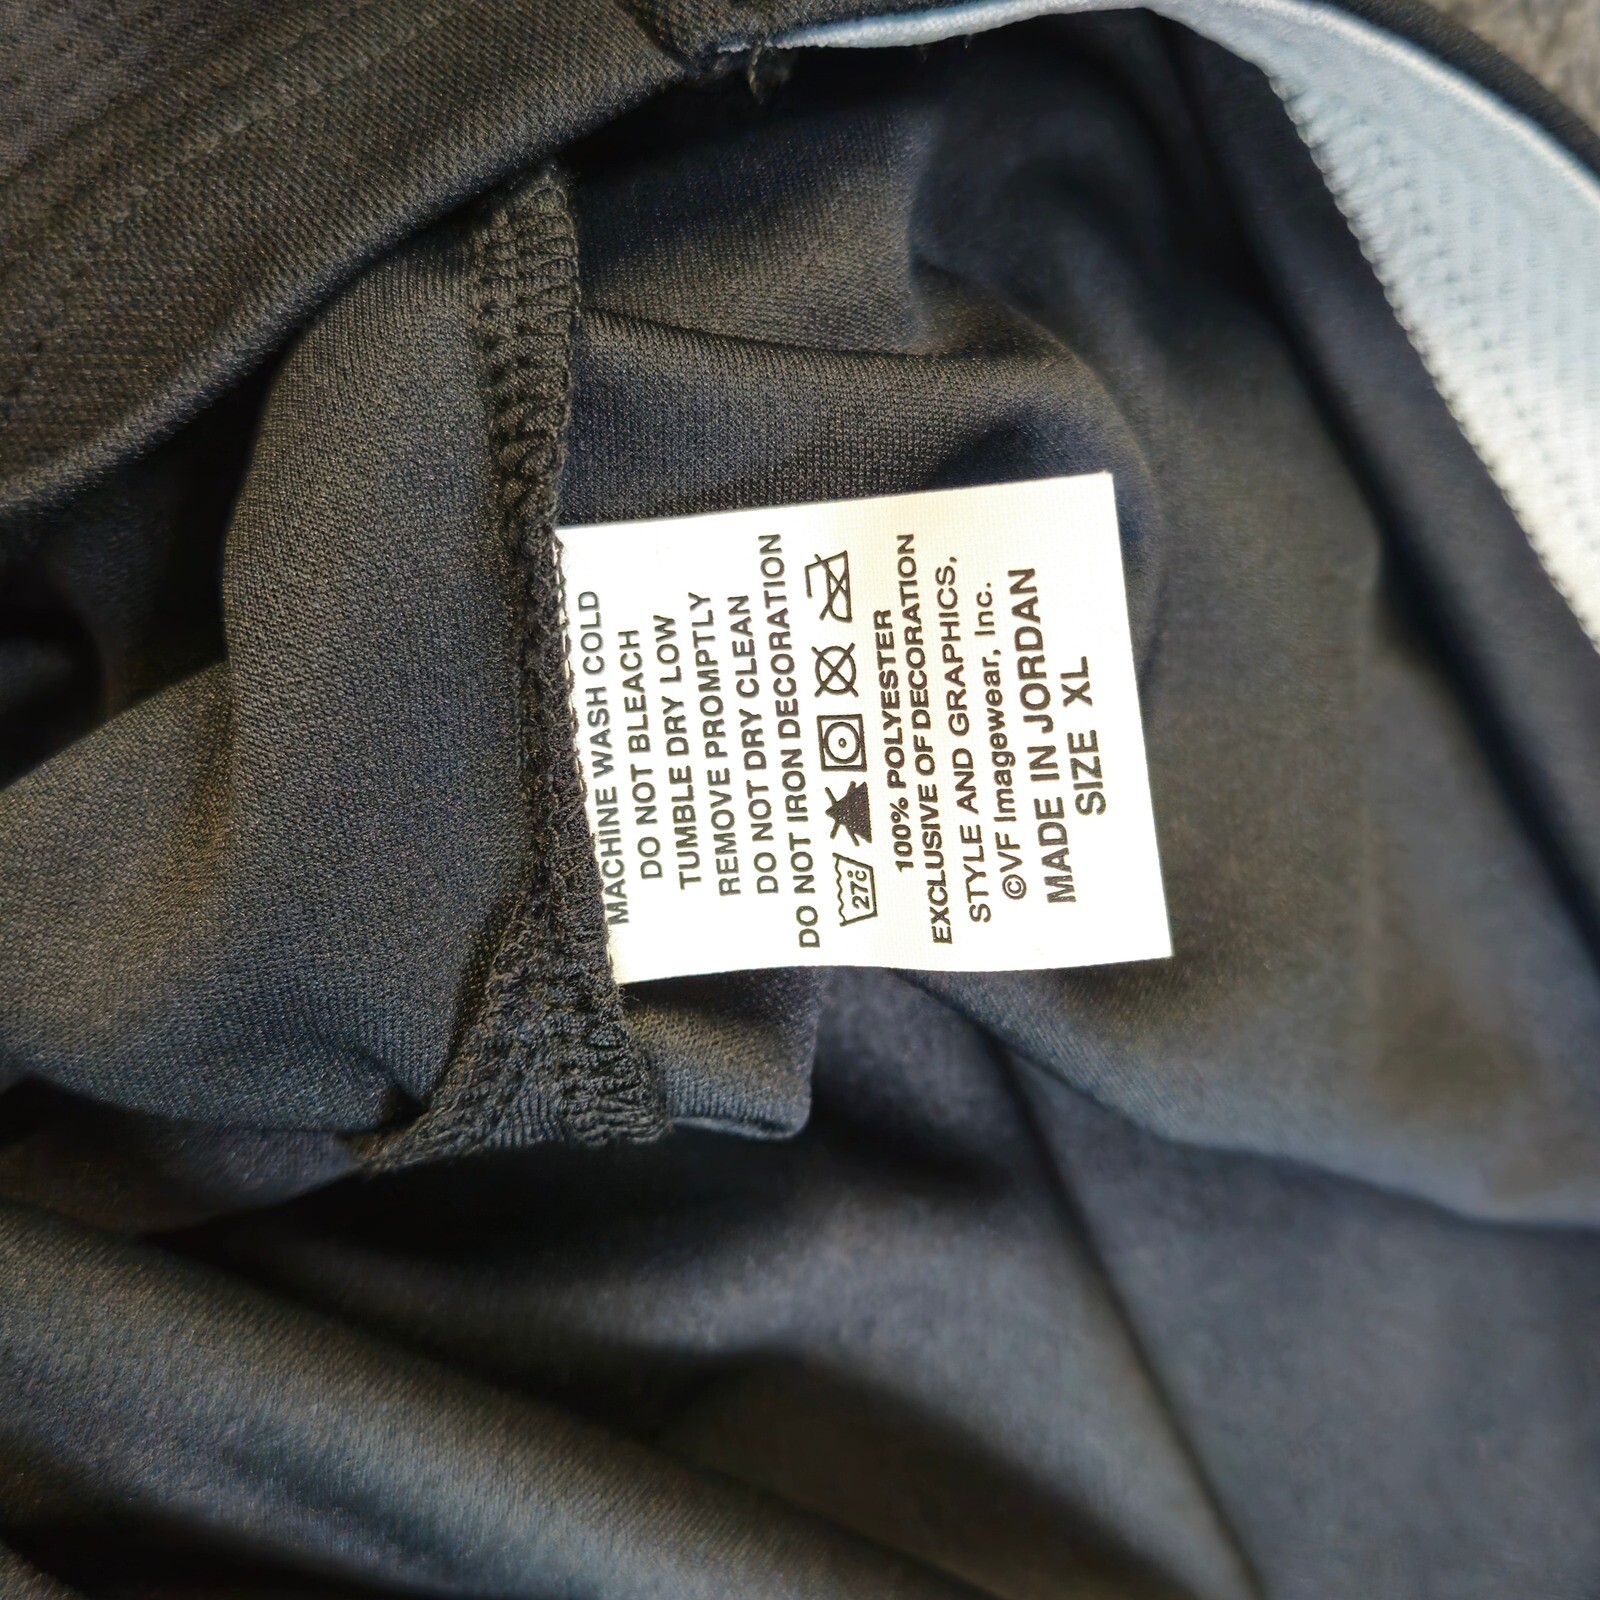 MACHINE WASH COLD
DO NOT BLEACH
TUMBLE DRY LOW
REMOVE PROMPTLY
DO NOT DRY CLEAN
DO NOT IRON DECORATION
27c
100% POLYESTER
EXCLUSIVE OF DECORATION
STYLE AND GRAPHICS,
©VF Imagewear, Inc.
MADE IN JORDAN
SIZE XL